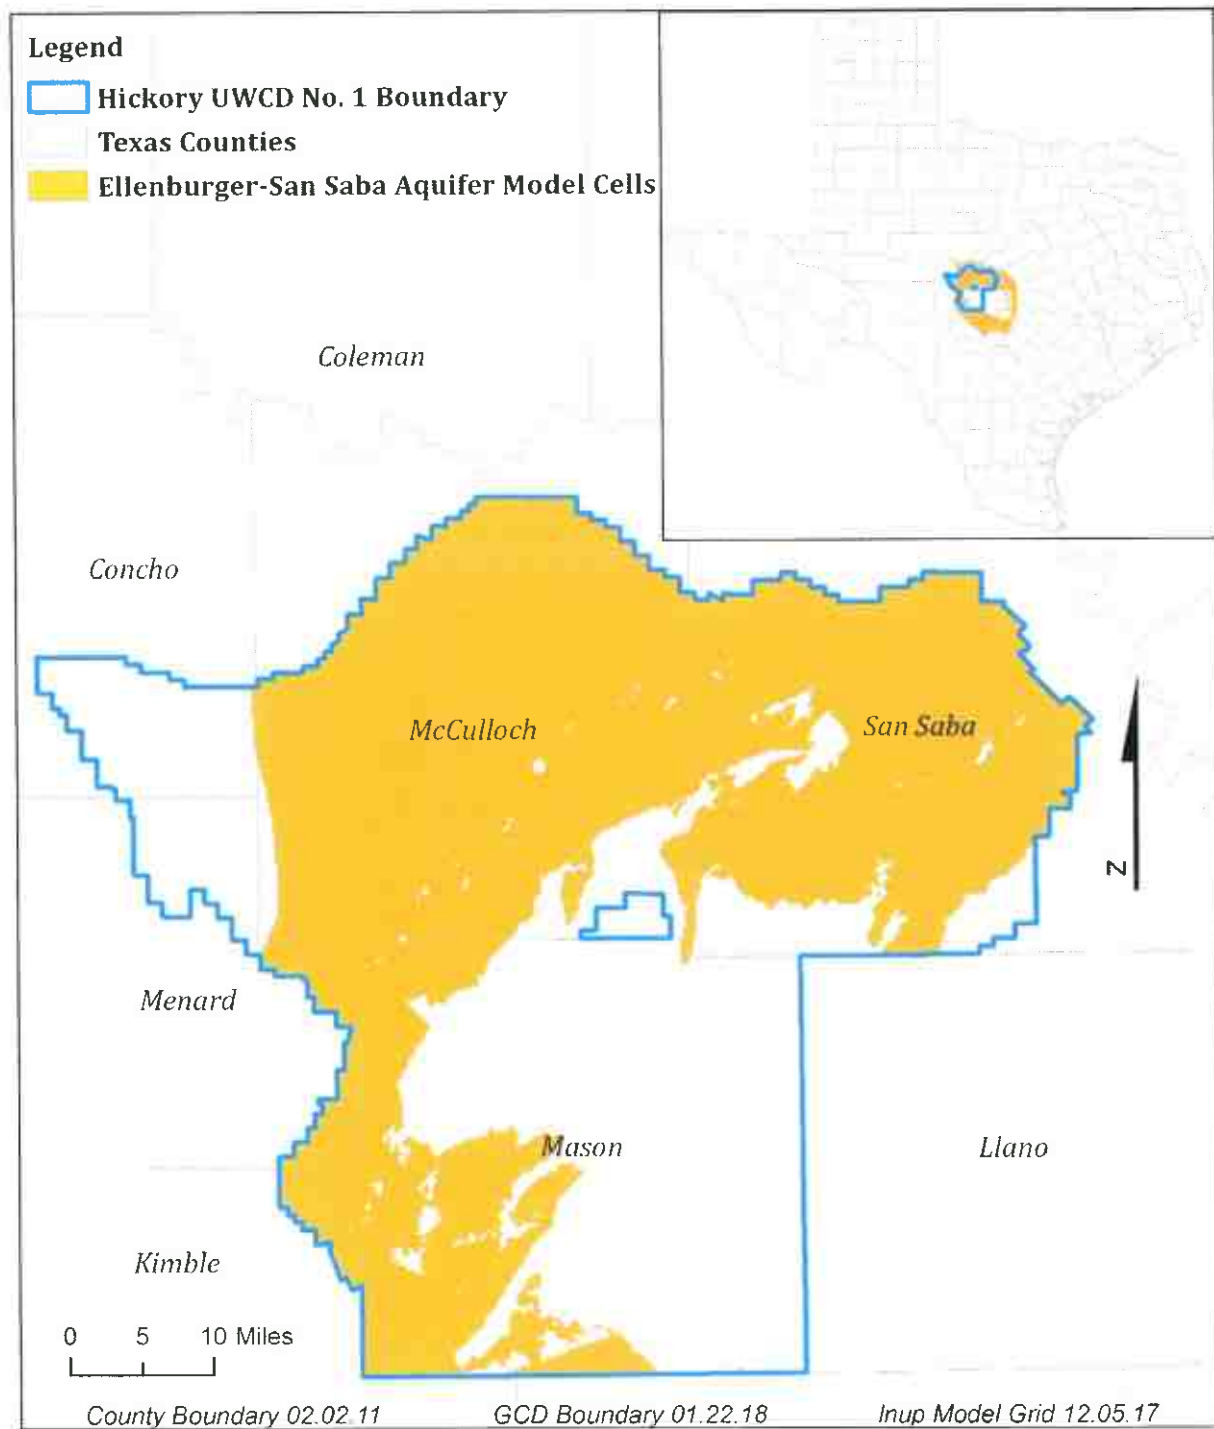 Legend
Hickory UWCD No. 1 Boundary
Texas Counties
Ellenburger-San Saba Aquifer Model Cells
Coleman
Concho
McCulloch
San Saba
N
Menard
Mason
Llano
Kimble
0 5 10 Miles
County Boundary 02.02.11 GCD Boundary 01.22.18 lnup Model Grid 12.05.17